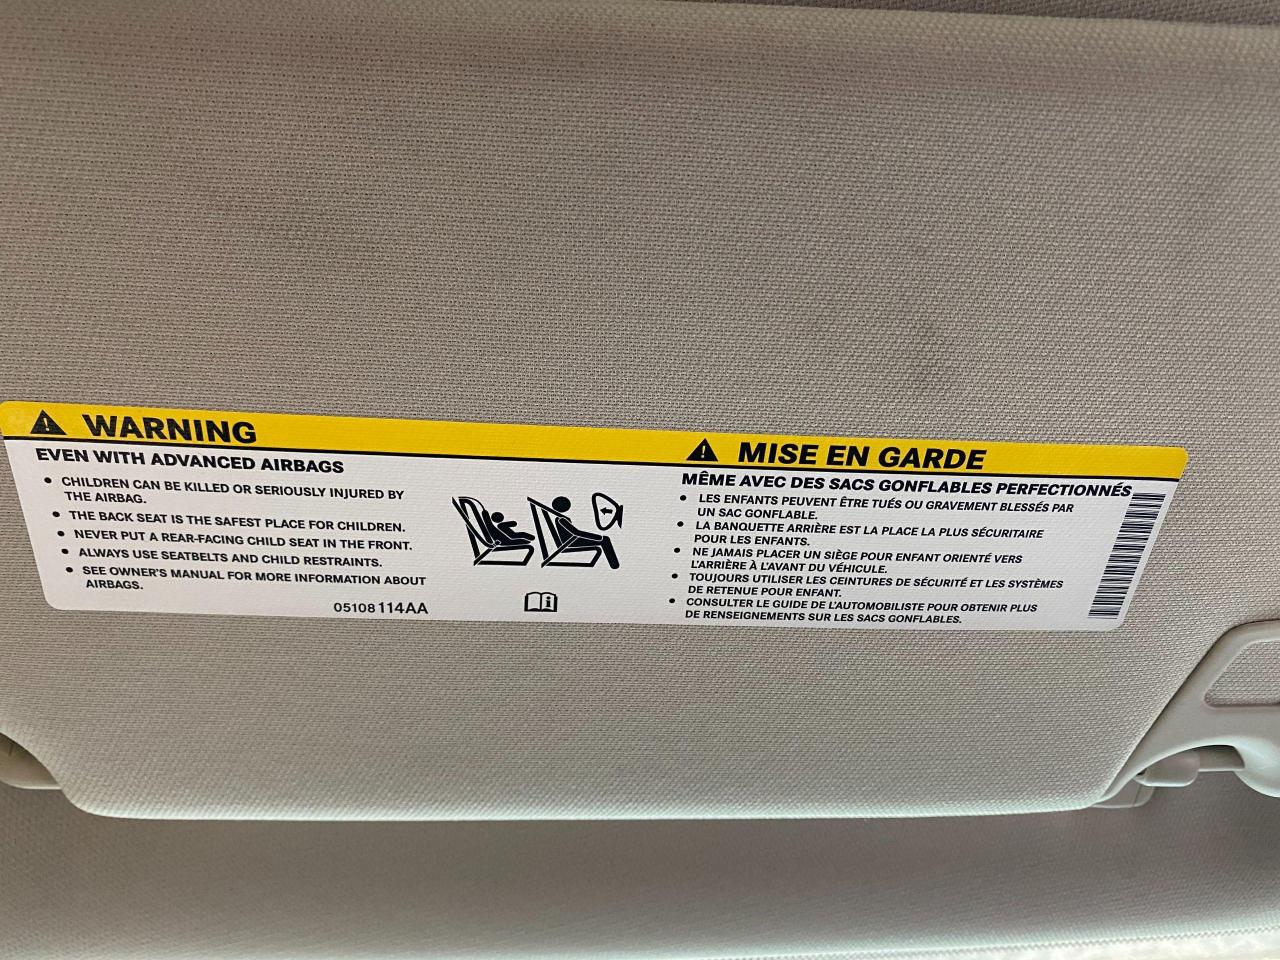 WARNING
EVEN WITH ADVANCED AIRBAGS
• CHILDREN CAN BE KILLED OR SERIOUSLY INJURED BY
THE AIRBAG.
• THE BACK SEAT IS THE SAFEST PLACE FOR CHILDREN.
• NEVER PUT A REAR-FACING CHILD SEAT IN THE FRONT.
• ALWAYS USE SEATBELTS AND CHILD RESTRAINTS.
• SEE OWNER'S MANUAL FOR MORE INFORMATION ABOUT
AIRBAGS.
05108114AA
MISE EN GARDE
MÊME AVEC DES SACS GONFLABLES PERFECTIONNÉS
• LES ENFANTS PEUVENT ÊTRE TUÉS OU GRAVEMENT BLESSÉS PAR
UN SAC GONFLABLE.
• LA BANQUETTE ARRIÈRE EST LA PLACE LA PLUS SÉCURITAIRE
POUR LES ENFANTS.
• NE JAMAIS PLACER UN SIÈGE POUR ENFANT ORIENTÉ VERS
L'ARRIÈRE À L'AVANT DU VÉHICULE.
• TOUJOURS UTILISER LES CEINTURES DE SÉCURITÉ ET LES SYSTÈMES
DE RETENUE POUR ENFANT.
• CONSULTER LE GUIDE DE L'AUTOMOBILISTE POUR OBTENIR PLUS
DE RENSEIGNEMENTS SUR LES SACS GONFLABLES.